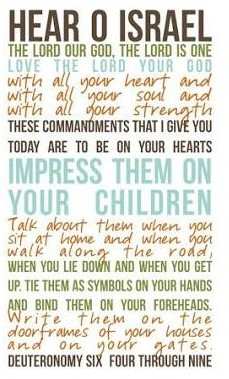 HEAR O ISRAEL
THE LORD OUR GOD, THE LORD IS ONE
LOVE THE LORD YOUR GOD
with all your heart and
with all your soul and
with all your strength
THESE COMMANDMENTS THAT I GIVE YOU
TODAY ARE TO BE ON YOUR HEARTS
IMPRESS THEM ON
YOUR CHILDREN
Talk about them when you
sit at home and when you
walk along the road,
WHEN YOU LIE DOWN AND WHEN YOU GET
UP. TIE THEM AS SYMBOLS ON YOUR HANDS
AND BIND THEM ON YOUR FOREHEADS.
Write them on the
doorframes of your houses
and on your gates.
DEUTERONOMY SIX FOUR THROUGH NINE